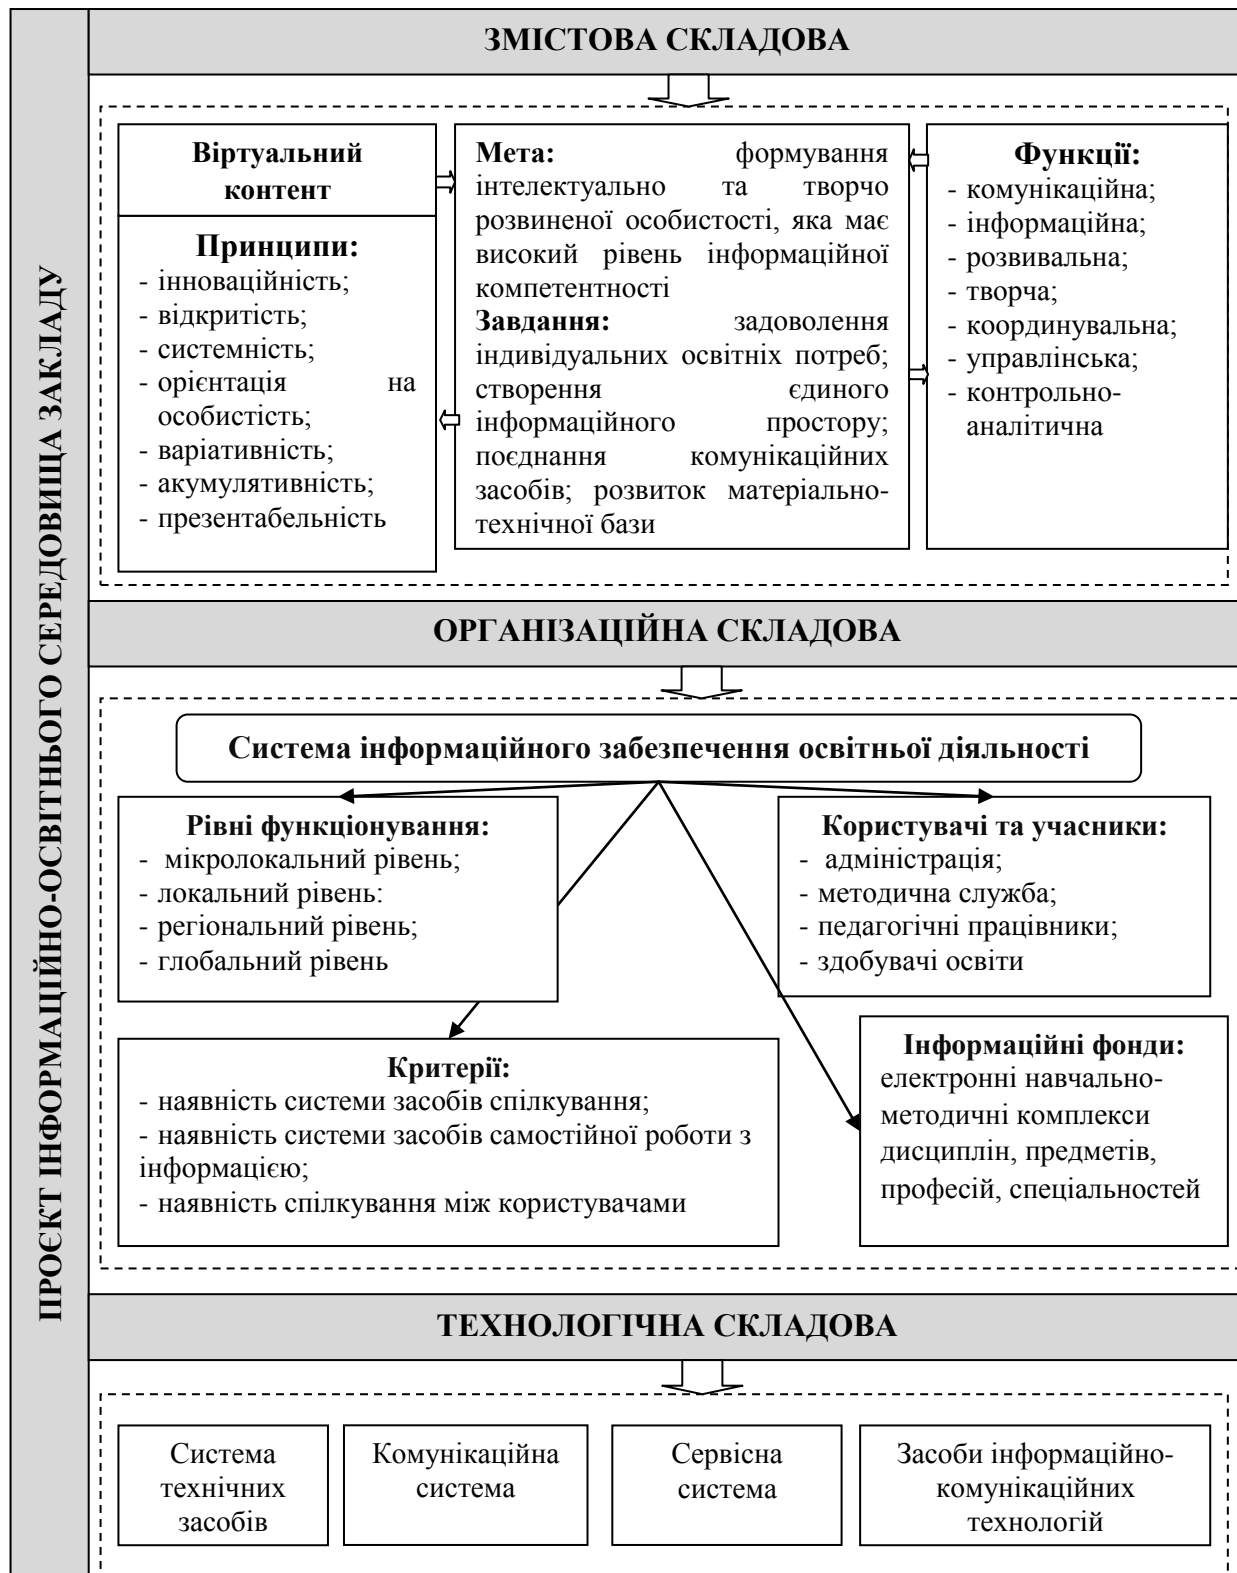 ПРОЄКТ ІНФОРМАЦІЙНО-ОСВІТНЬОГО СЕРЕДОВИЩА ЗАКЛАДУ
ЗМІСТОВА СКЛАДОВА
Віртуальний
контент
Принципи:
- інноваційність;
- відкритість;
- системність;
- орієнтація на
особистість;
- варіативність;
- акумулятивність;
- презентабельність
Мета: формування
інтелектуально та творчо
розвиненої особистості, яка має
високий рівень інформаційної
компетентності
Завдання: задоволення
індивідуальних освітніх потреб;
створення єдиного
інформаційного простору;
поєднання комунікаційних
засобів; розвиток матеріально-
технічної бази
Функції:
- комунікаційна;
- інформаційна;
- розвивальна;
- творча;
- координувальна;
- управлінська;
- контрольно-
аналітична
ОРГАНІЗАЦІЙНА СКЛАДОВА
Система інформаційного забезпечення освітньої діяльності
Рівні функціонування:
- мікролокальний рівень;
- локальний рівень:
- регіональний рівень;
- глобальний рівень
Користувачі та учасники:
- адміністрація;
- методична служба;
- педагогічні працівники;
- здобувачі освіти
Критерії:
- наявність системи засобів спілкування;
- наявність системи засобів самостійної роботи з
інформацією;
- наявність спілкування між користувачами
Інформаційні фонди:
електронні навчально-
методичні комплекси
дисциплін, предметів,
професій, спеціальностей
ТЕХНОЛОГІЧНА СКЛАДОВА
Система
технічних
засобів
Комунікаційна
система
Сервісна
система
Засоби інформаційно-
комунікаційних
технологій